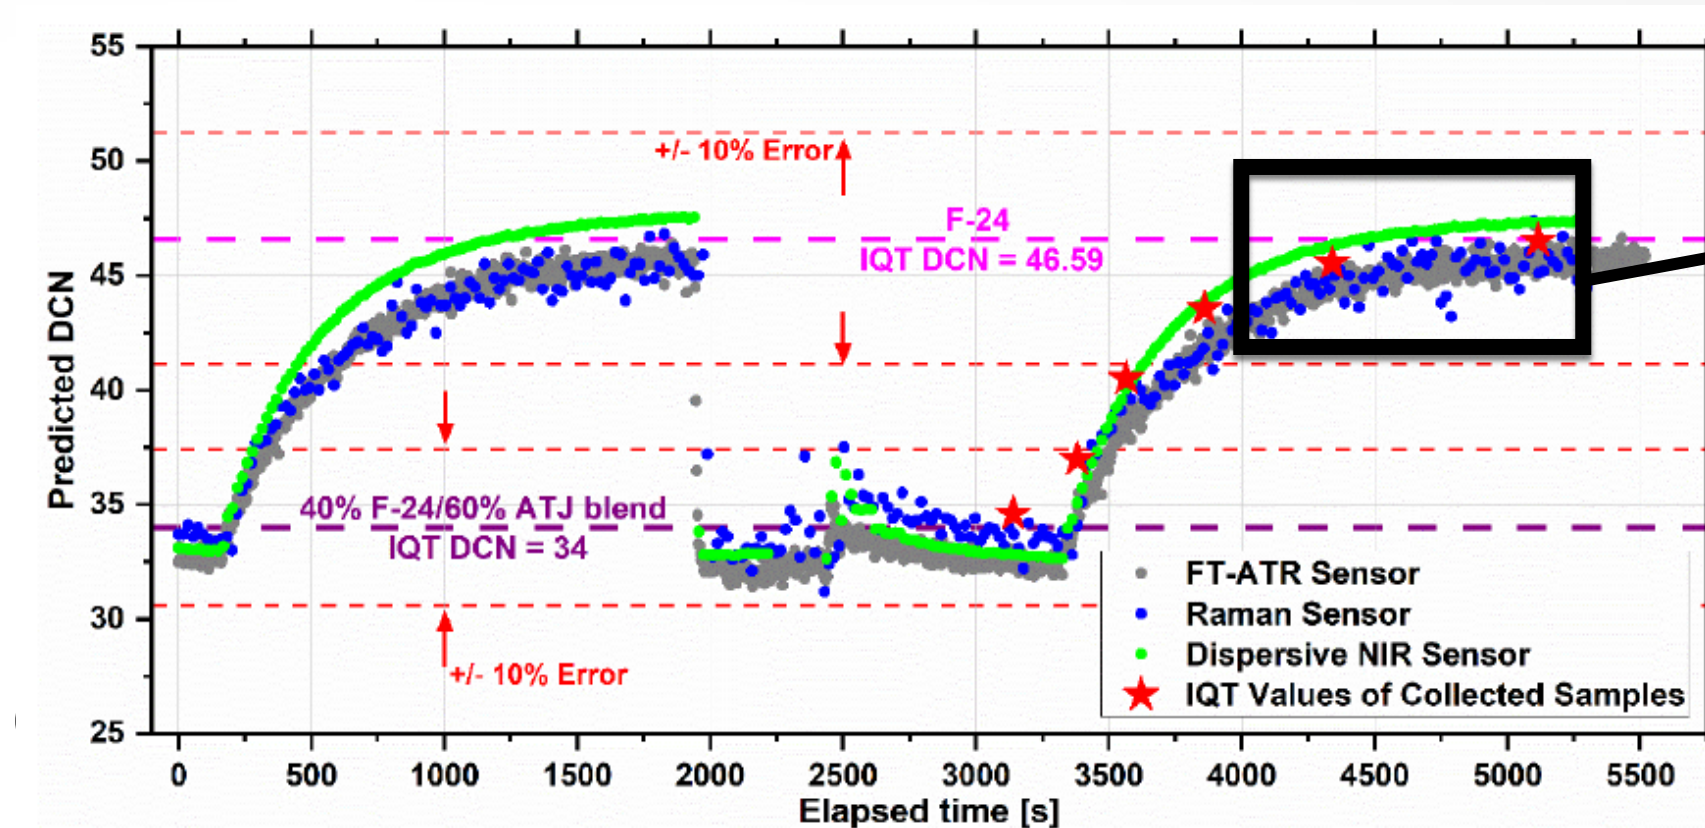 55
50
45
40
35
30
25
Predicted DCN
+/- 10% Error
F-24
IQT DCN = 46.59
40% F-24/60% ATJ blend
IQT DCN = 34
+/- 10% Error
FT-ATR Sensor
Raman Sensor
Dispersive NIR Sensor
IQT Values of Collected Samples
0 500 1000 1500 2000 2500 3000 3500 4000 4500 5000 5500
Elapsed time [s]